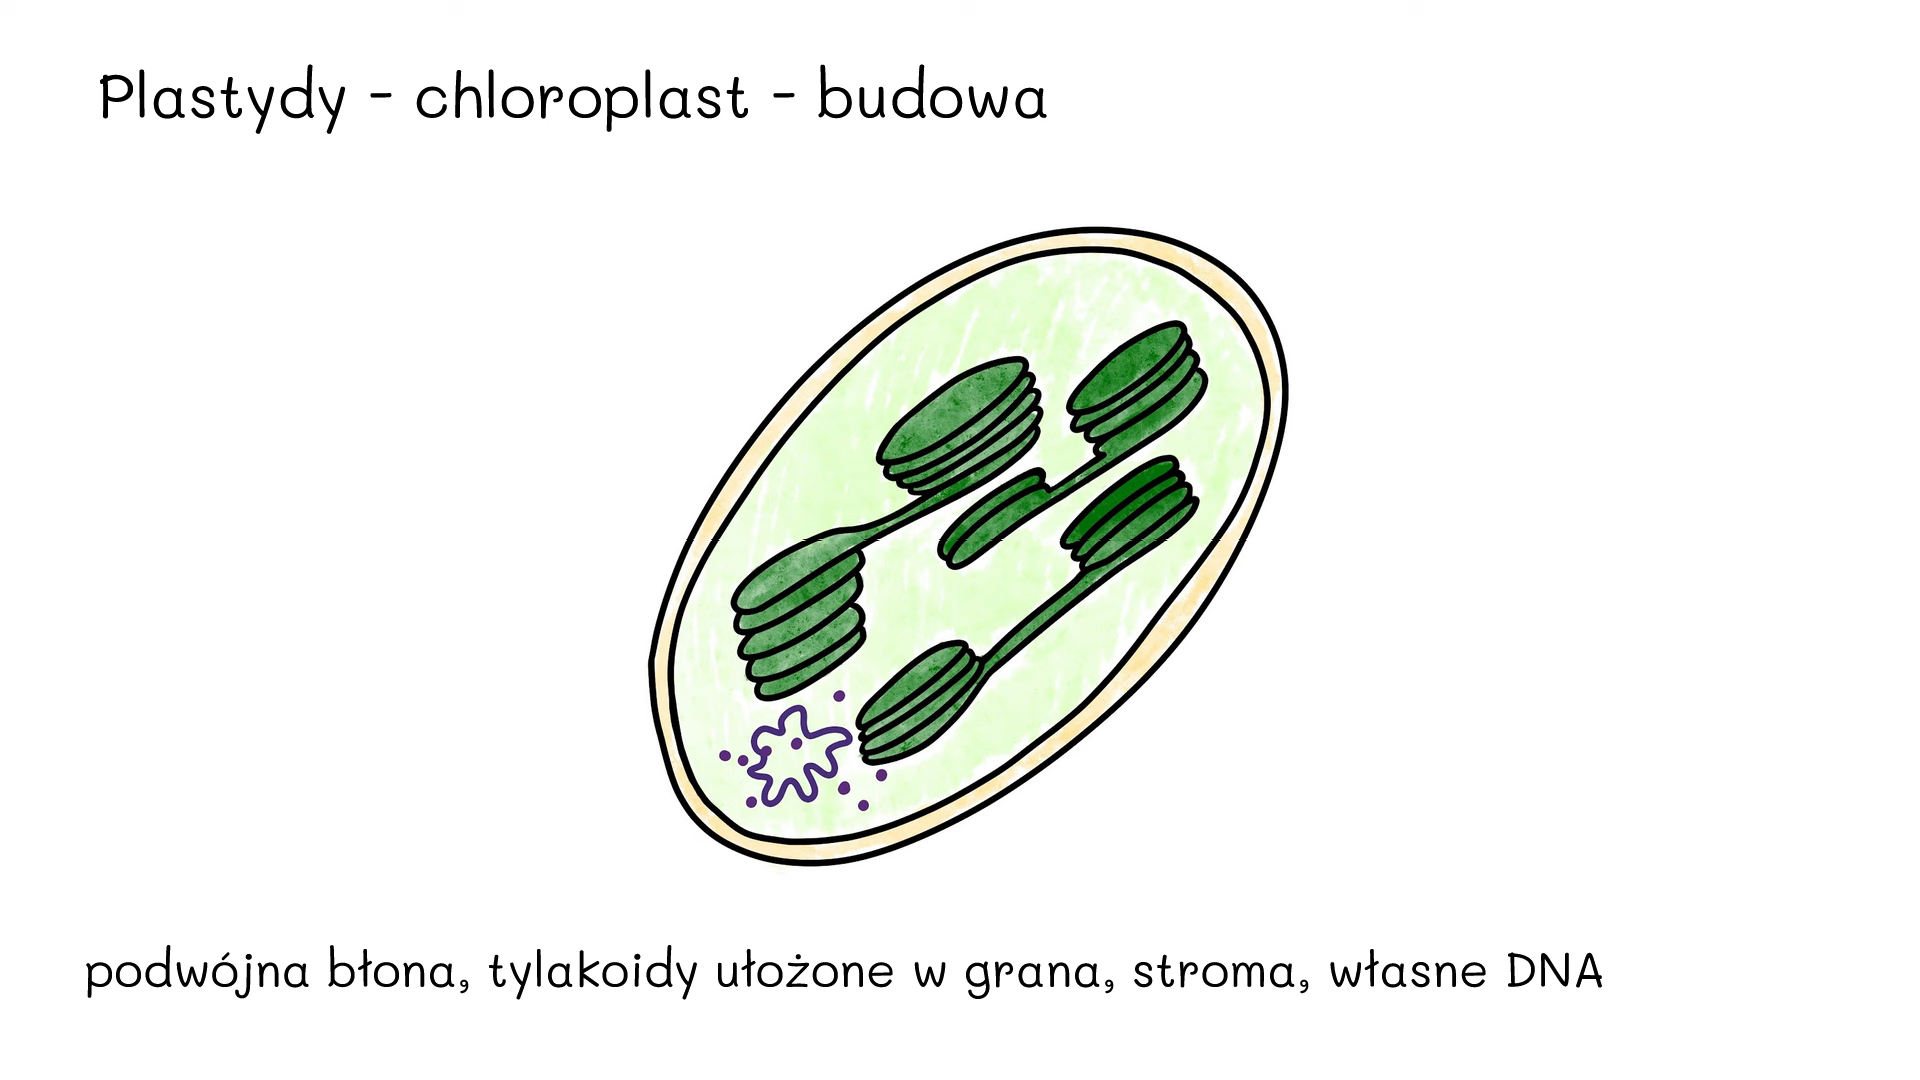 Plastydy - chloroplast - budowa
podwójna błona, tylakoidy ułożone w grana, stroma, własne DNA